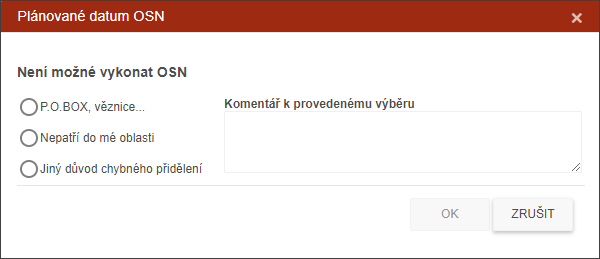 Plánované datum OSN
Není možné vykonat OSN
P.O.BOX, věznice...
Komentář k provedenému výběru
Nepatří do mé oblasti
Jiný důvod chybného přidělení
OK
ZRUŠIT